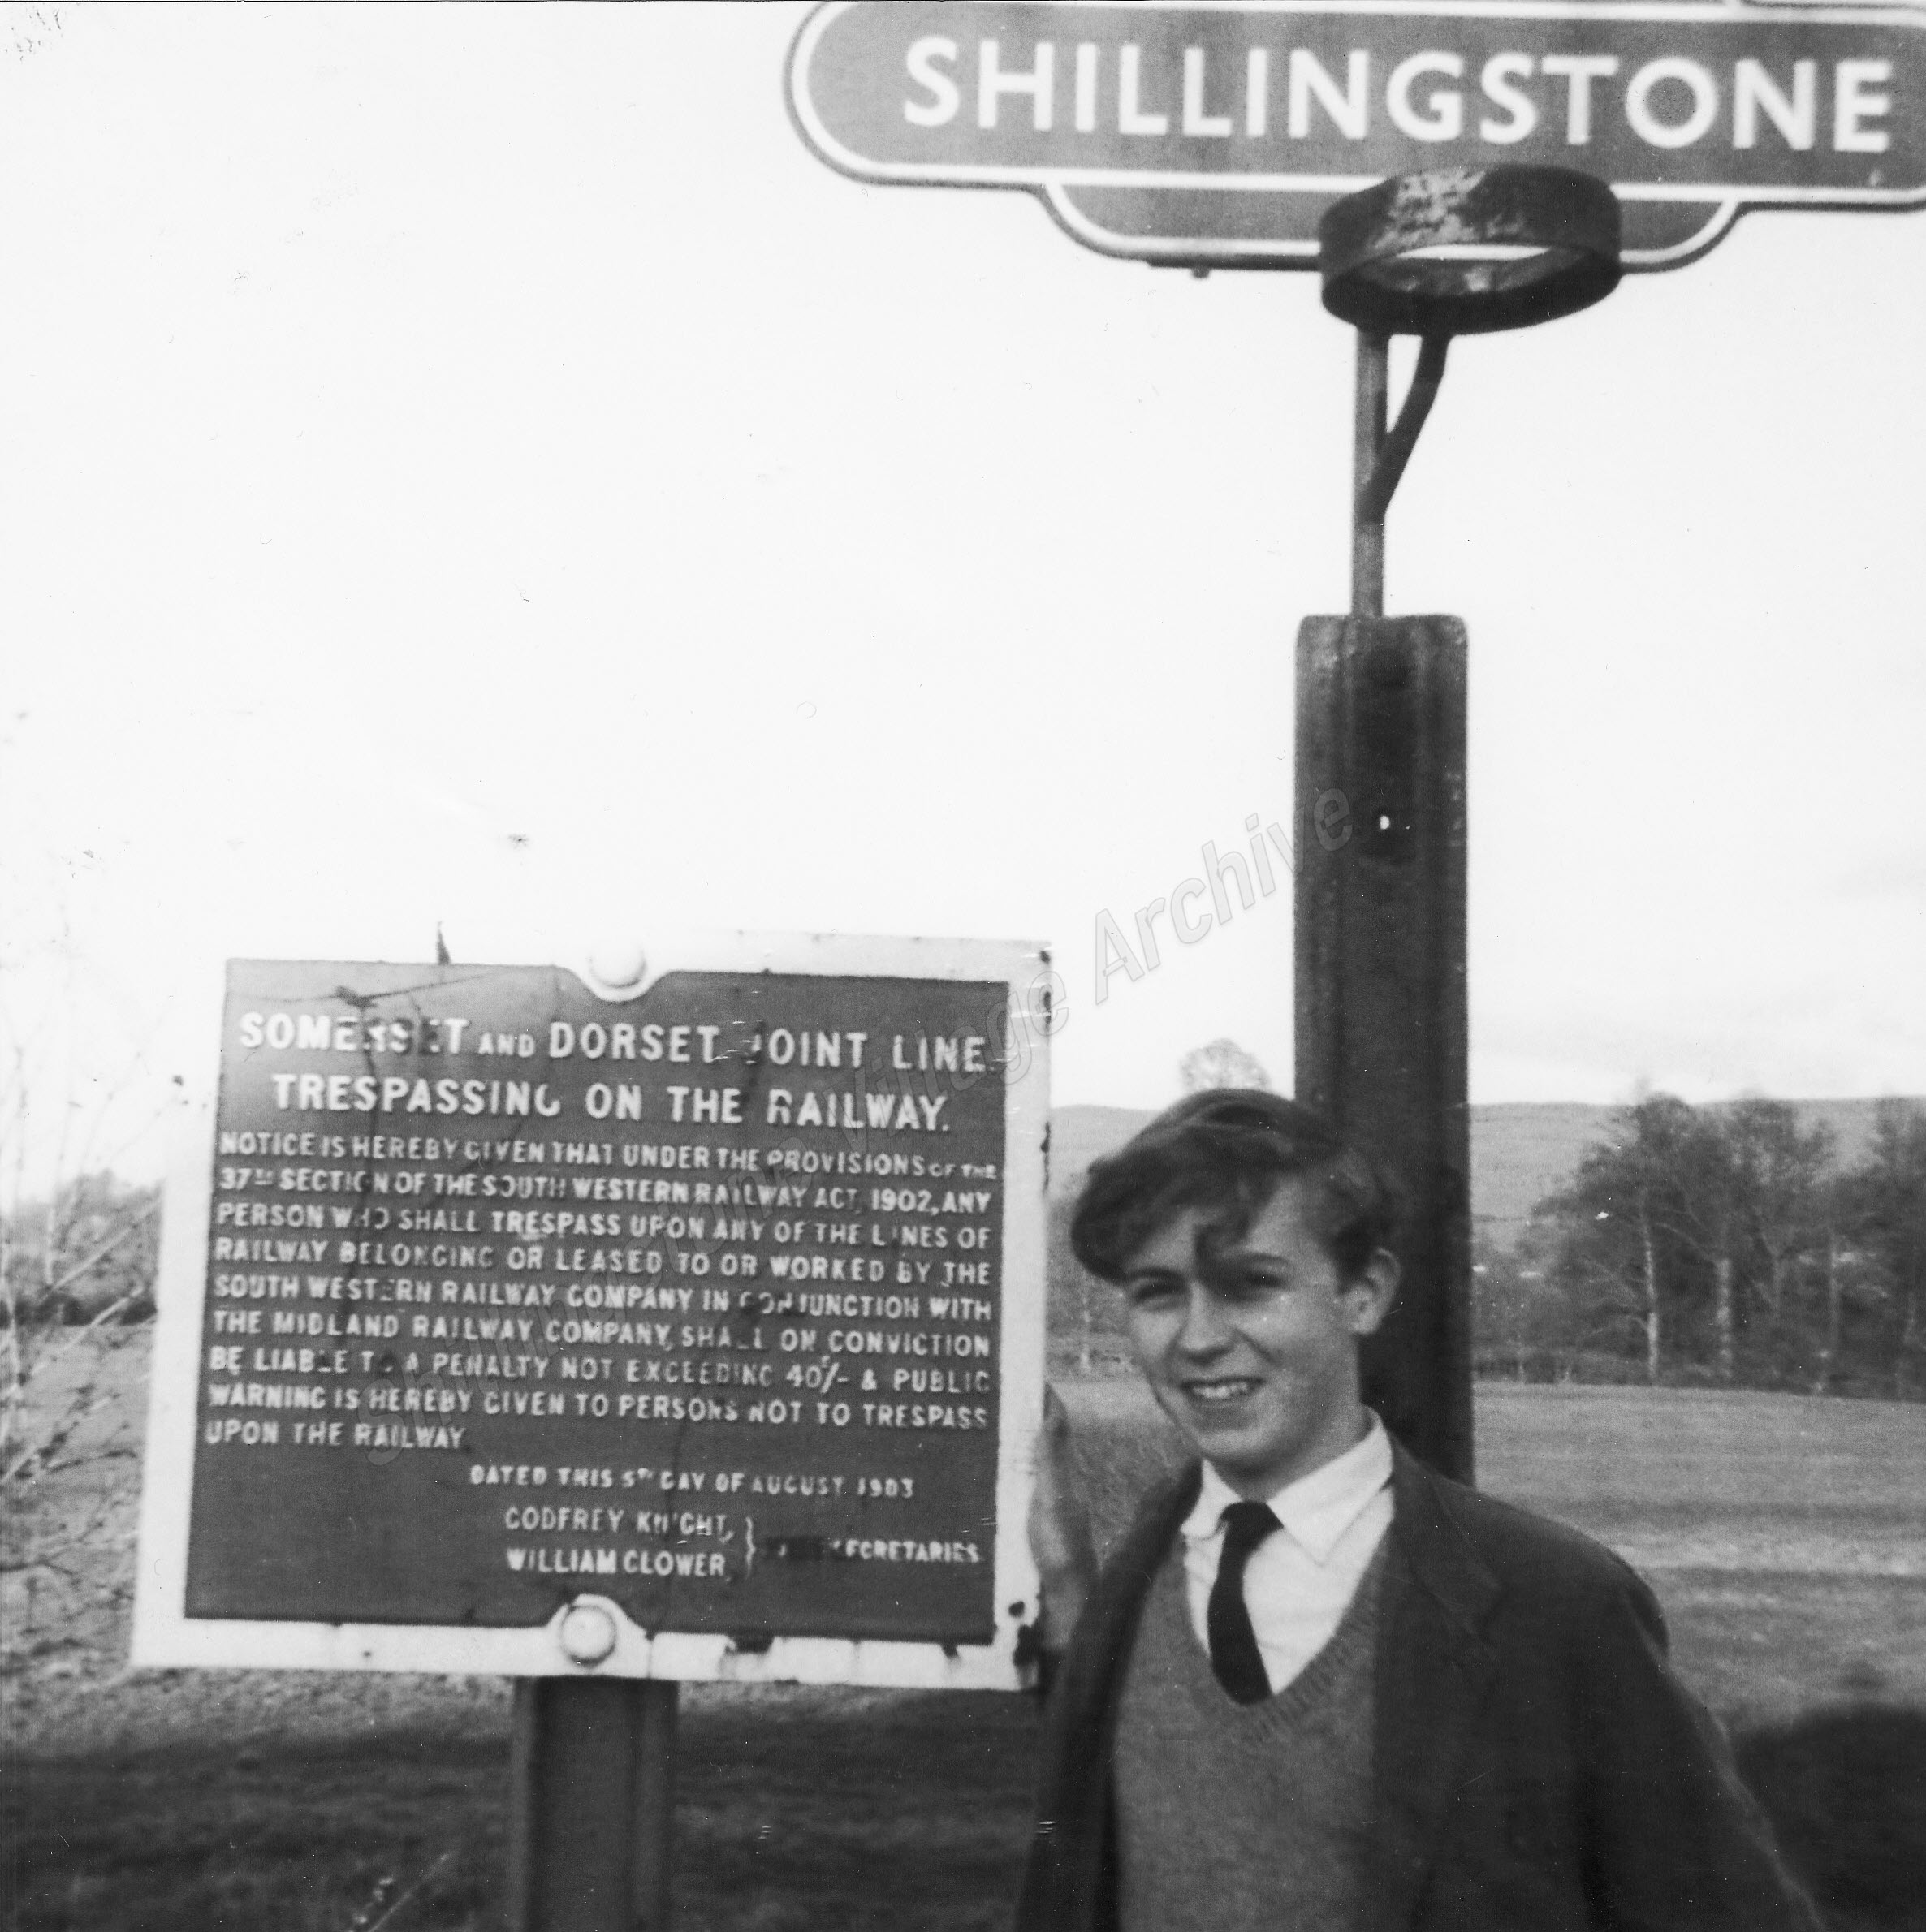 SHILLINGSTONE
SOMERSET AND DORSET JOINT LINE.
TRESPASSING ON THE RAILWAY.
NOTICE IS HEREBY GIVEN THAT UNDER THE PROVISIONS OF THE
37TH SECTION OF THE SOUTH WESTERN RAILWAY ACT, 1902, ANY
PERSON WHO SHALL TRESPASS UPON ANY OF THE LINES OF
RAILWAY BELONGING OR LEASED TO OR WORKED BY THE
SOUTH WESTERN RAILWAY COMPANY IN CONJUNCTION WITH
THE MIDLAND RAILWAY COMPANY, SHALL ON CONVICTION
BE LIABLE TO A PENALTY NOT EXCEEDING 40/- & PUBLIC
WARNING IS HEREBY GIVEN TO PERSONS NOT TO TRESPASS
UPON THE RAILWAY.
DATED THIS 5TH DAY OF AUGUST 1903
GODFREY KNIGHT,
WILLIAM CLOWER,
SECRETARIES.
Shillingstone Village Archive